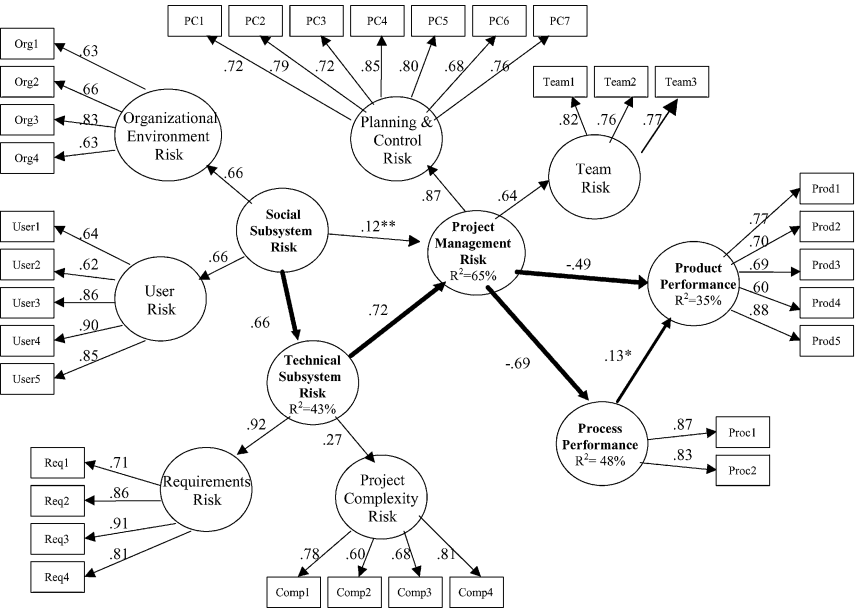 PC1 PC2 PC3 PC4 PC5 PC6 PC7
Org1
Org2
Org3
Org4
.63
.66
.83
.63
Organizational
Environment
Risk
.72 .79 .72 .85 .80 .68 .76
Planning &
Control
Risk
Team1 Team2 Team3
.82 .76 .77
Team
Risk
.66
.87
.64
Social
Subsystem
Risk
.12**
Project
Management
Risk
R²=65%
User1
User2
User3
User4
User5
.64
.62
.86
.90
.85
User
Risk
.66
.66
.72
-.49
-.69
Product
Performance
R²=35%
.77
.70
.69
.60
.88
Prod1
Prod2
Prod3
Prod4
Prod5
.13*
Technical
Subsystem
Risk
R²=43%
Process
Performance
R²= 48%
.87
.83
Proc1
Proc2
.92
.27
Req1
Req2
Req3
Req4
.71
.86
.91
.81
Requirements
Risk
Project
Complexity
Risk
.78 .60 .68 .81
Comp1 Comp2 Comp3 Comp4